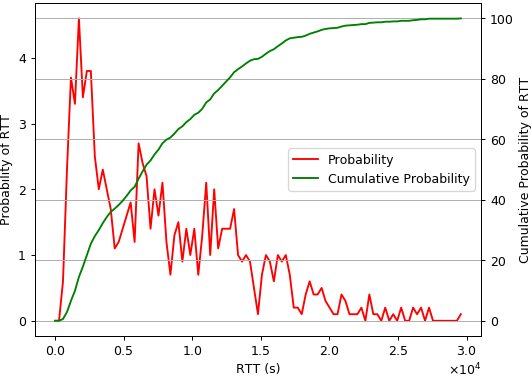 Probability of RTT
4
3
2
1
0
Probability
Cumulative Probability
100
80
60
40
20
0
Cumulative Probability of RTT
0.0 0.5 1.0 1.5 2.0 2.5 3.0
RTT (s)
×10⁴